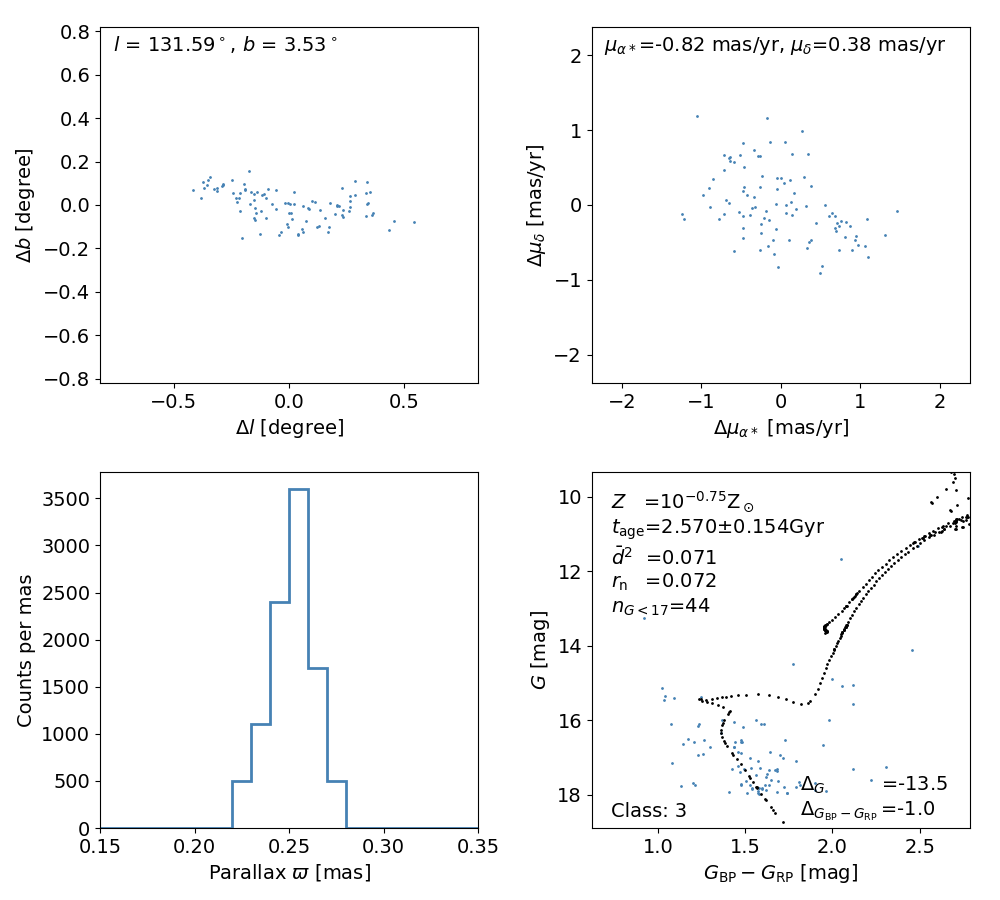 l = 131.59°, b = 3.53°
0.8
0.6
0.4
0.2
0.0
−0.2
−0.4
−0.6
−0.8
Δb [degree]
−0.5 0.0 0.5
Δl [degree]
μα*=-0.82 mas/yr, μδ=0.38 mas/yr
2
1
0
−1
−2
Δμδ [mas/yr]
−2 −1 0 1 2
Δμα* [mas/yr]
3500
3000
2500
2000
1500
1000
500
0
Counts per mas
0.15 0.20 0.25 0.30 0.35
Parallax ϖ [mas]
10
12
14
16
18
G [mag]
Z =10^−0.75 Z⊙
tage=2.570±0.154Gyr
d̄² =0.071
rn =0.072
nG<17=44
ΔG =-13.5
Class: 3 ΔGBP−GRP =-1.0
1.0 1.5 2.0 2.5
GBP − GRP [mag]